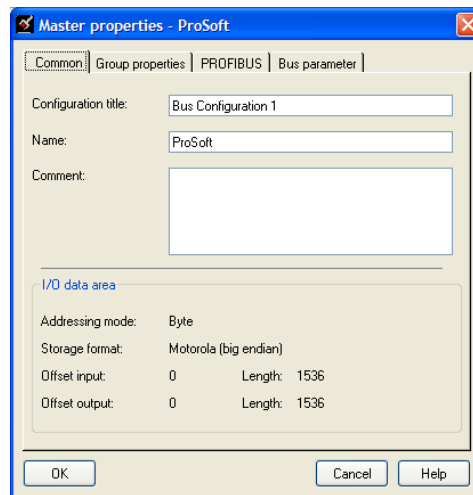 Master properties - ProSoft
Common Group properties PROFIBUS Bus parameter
Configuration title: Bus Configuration 1
Name: ProSoft
Comment:
I/O data area
Addressing mode: Byte
Storage format: Motorola (big endian)
Offset input: 0 Length: 1536
Offset output: 0 Length: 1536
OK Cancel Help